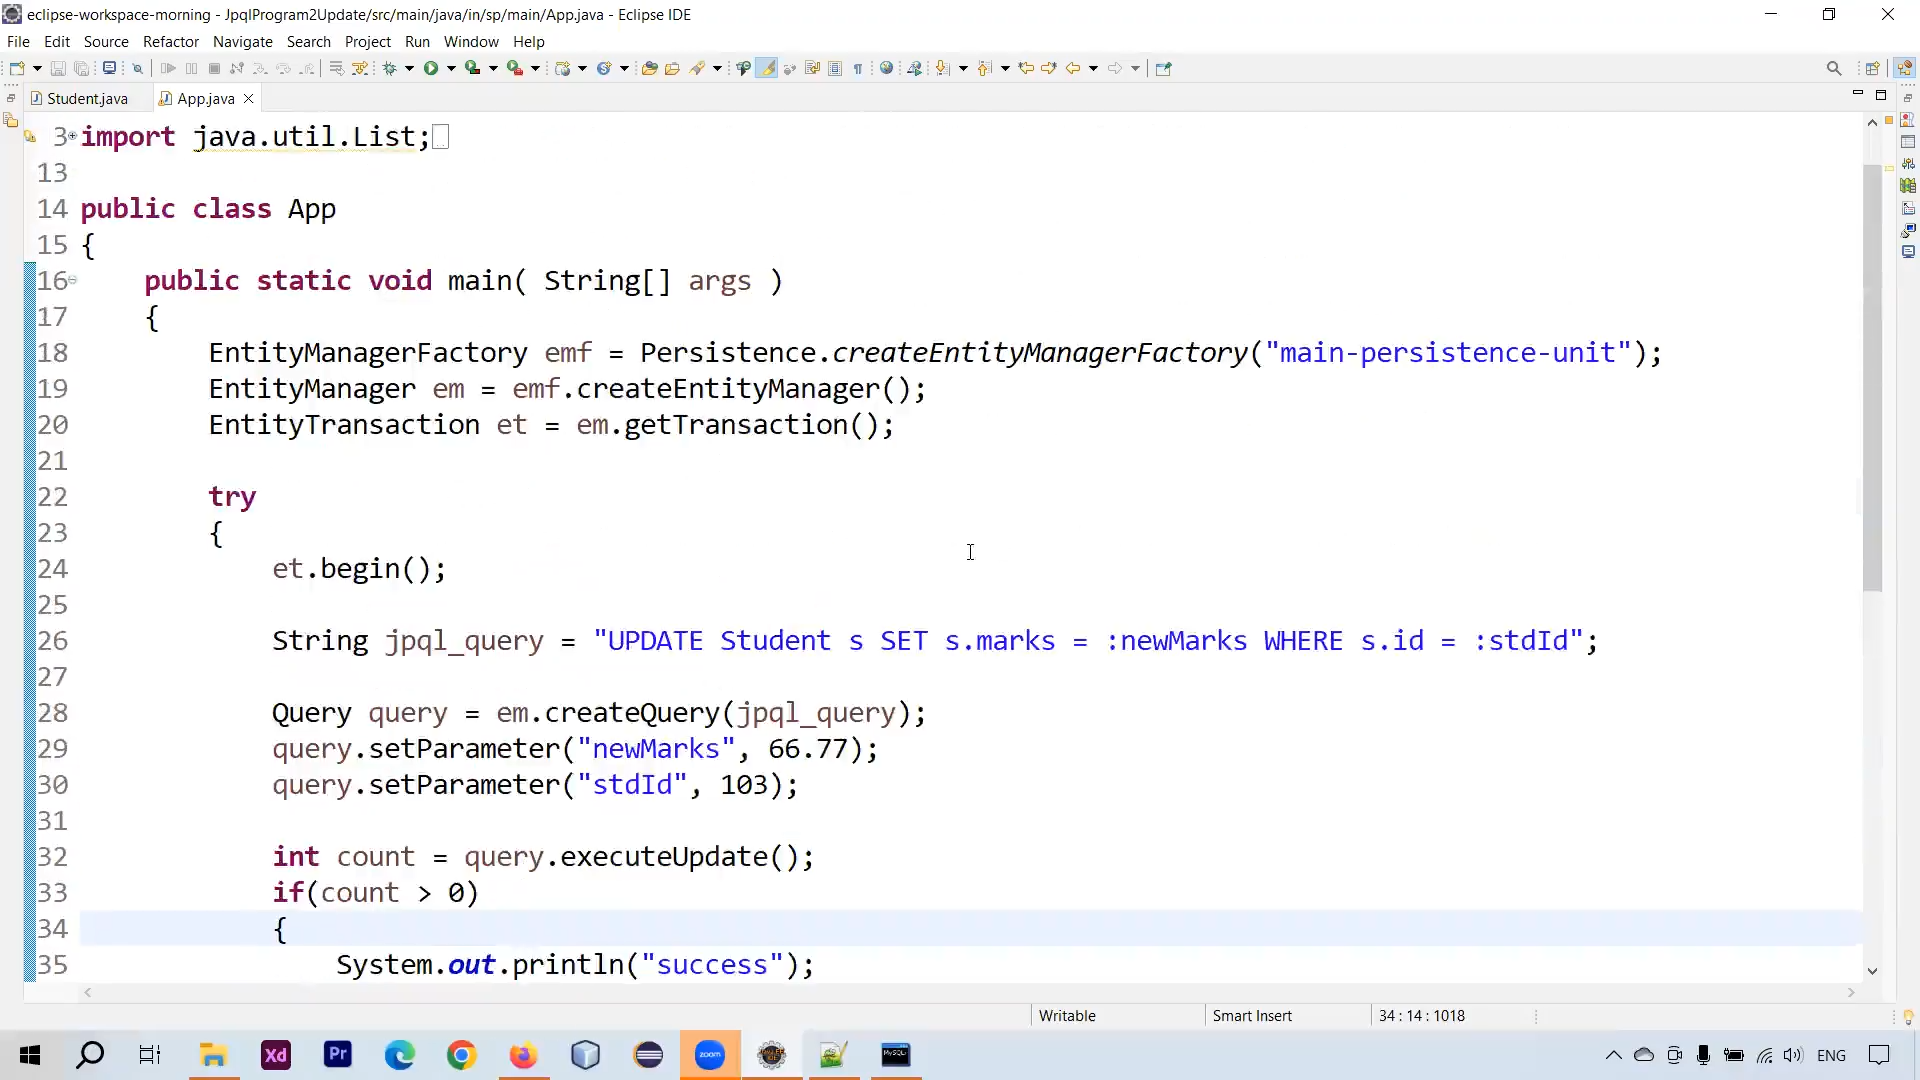 eclipse-workspace-morning - JpqlProgram2Update/src/main/java/in/sp/main/App.java - Eclipse IDE
File Edit Source Refactor Navigate Search Project Run Window Help
Student.java App.java
3 import java.util.List;
13
14 public class App
15 {
16 public static void main( String[] args )
17 {
18 EntityManagerFactory emf = Persistence.createEntityManagerFactory("main-persistence-unit");
19 EntityManager em = emf.createEntityManager();
20 EntityTransaction et = em.getTransaction();
21
22 try
23 {
24 et.begin();
25
26 String jpql_query = "UPDATE Student s SET s.marks = :newMarks WHERE s.id = :stdId";
27
28 Query query = em.createQuery(jpql_query);
29 query.setParameter("newMarks", 66.77);
30 query.setParameter("stdId", 103);
31
32 int count = query.executeUpdate();
33 if(count > 0)
34 {
35 System.out.println("success");
Writable Smart Insert 34 : 14 : 1018
Xd Pr zoom MySQL ENG